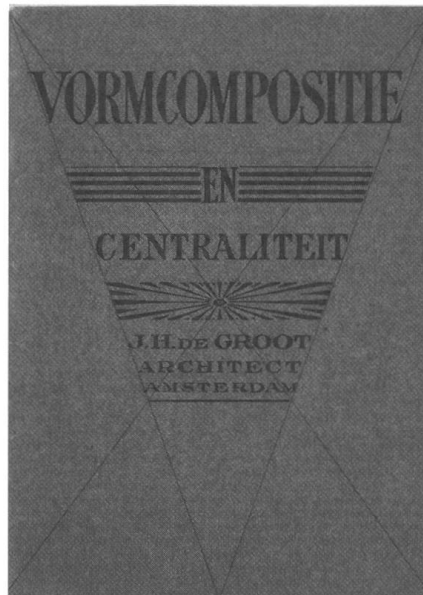 VORMCOMPOSITIE
EN
CENTRALITEIT
J.H. DE GROOT
ARCHITECT
AMSTERDAM